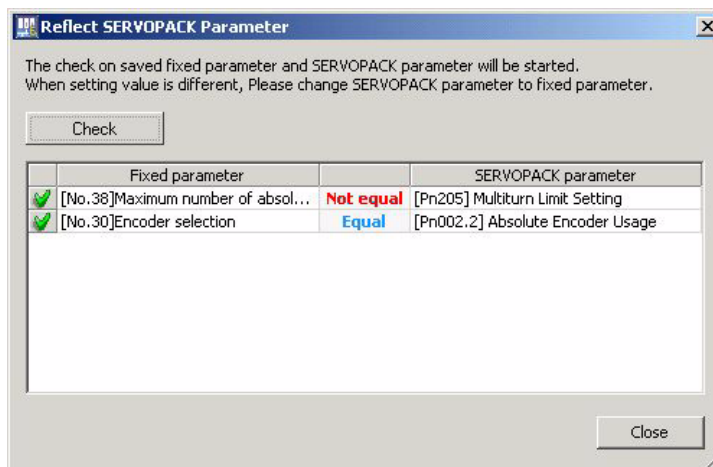 Reflect SERVOPACK Parameter
The check on saved fixed parameter and SERVOPACK parameter will be started.
When setting value is different, Please change SERVOPACK parameter to fixed parameter.
Check
Fixed parameter SERVOPACK parameter
[No.38]Maximum number of absol... Not equal [Pn205] Multiturn Limit Setting
[No.30]Encoder selection Equal [Pn002.2] Absolute Encoder Usage
Close